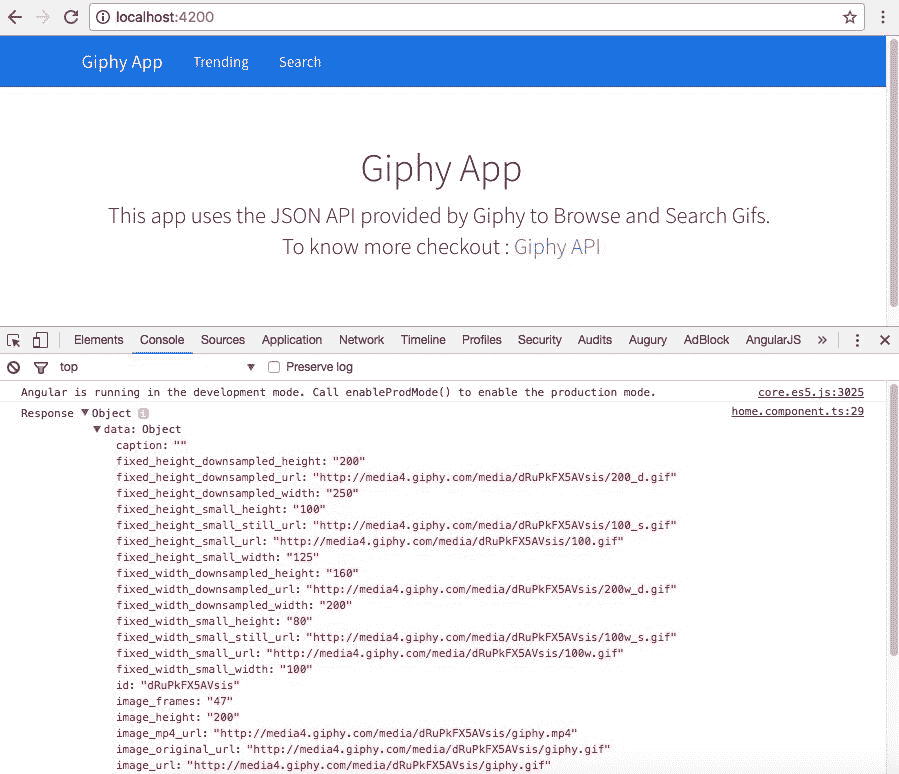 localhost:4200
Giphy App Trending Search
Giphy App
This app uses the JSON API provided by Giphy to Browse and Search Gifs.
To know more checkout : Giphy API
Elements Console Sources Application Network Timeline Profiles Security Audits Augury AdBlock AngularJS »
top Preserve log
Angular is running in the development mode. Call enableProdMode() to enable the production mode. core.es5.js:3025
Response Object home.component.ts:29
data: Object
caption: ""
fixed_height_downsampled_height: "200"
fixed_height_downsampled_url: "http://media4.giphy.com/media/dRuPkFX5AVsis/200_d.gif"
fixed_height_downsampled_width: "250"
fixed_height_small_height: "100"
fixed_height_small_still_url: "http://media4.giphy.com/media/dRuPkFX5AVsis/100_s.gif"
fixed_height_small_url: "http://media4.giphy.com/media/dRuPkFX5AVsis/100.gif"
fixed_height_small_width: "125"
fixed_width_downsampled_height: "160"
fixed_width_downsampled_url: "http://media4.giphy.com/media/dRuPkFX5AVsis/200w_d.gif"
fixed_width_downsampled_width: "200"
fixed_width_small_height: "80"
fixed_width_small_still_url: "http://media4.giphy.com/media/dRuPkFX5AVsis/100w_s.gif"
fixed_width_small_url: "http://media4.giphy.com/media/dRuPkFX5AVsis/100w.gif"
fixed_width_small_width: "100"
id: "dRuPkFX5AVsis"
image_frames: "47"
image_height: "200"
image_mp4_url: "http://media4.giphy.com/media/dRuPkFX5AVsis/giphy.mp4"
image_original_url: "http://media4.giphy.com/media/dRuPkFX5AVsis/giphy.gif"
image_url: "http://media4.giphy.com/media/dRuPkFX5AVsis/giphy.gif"